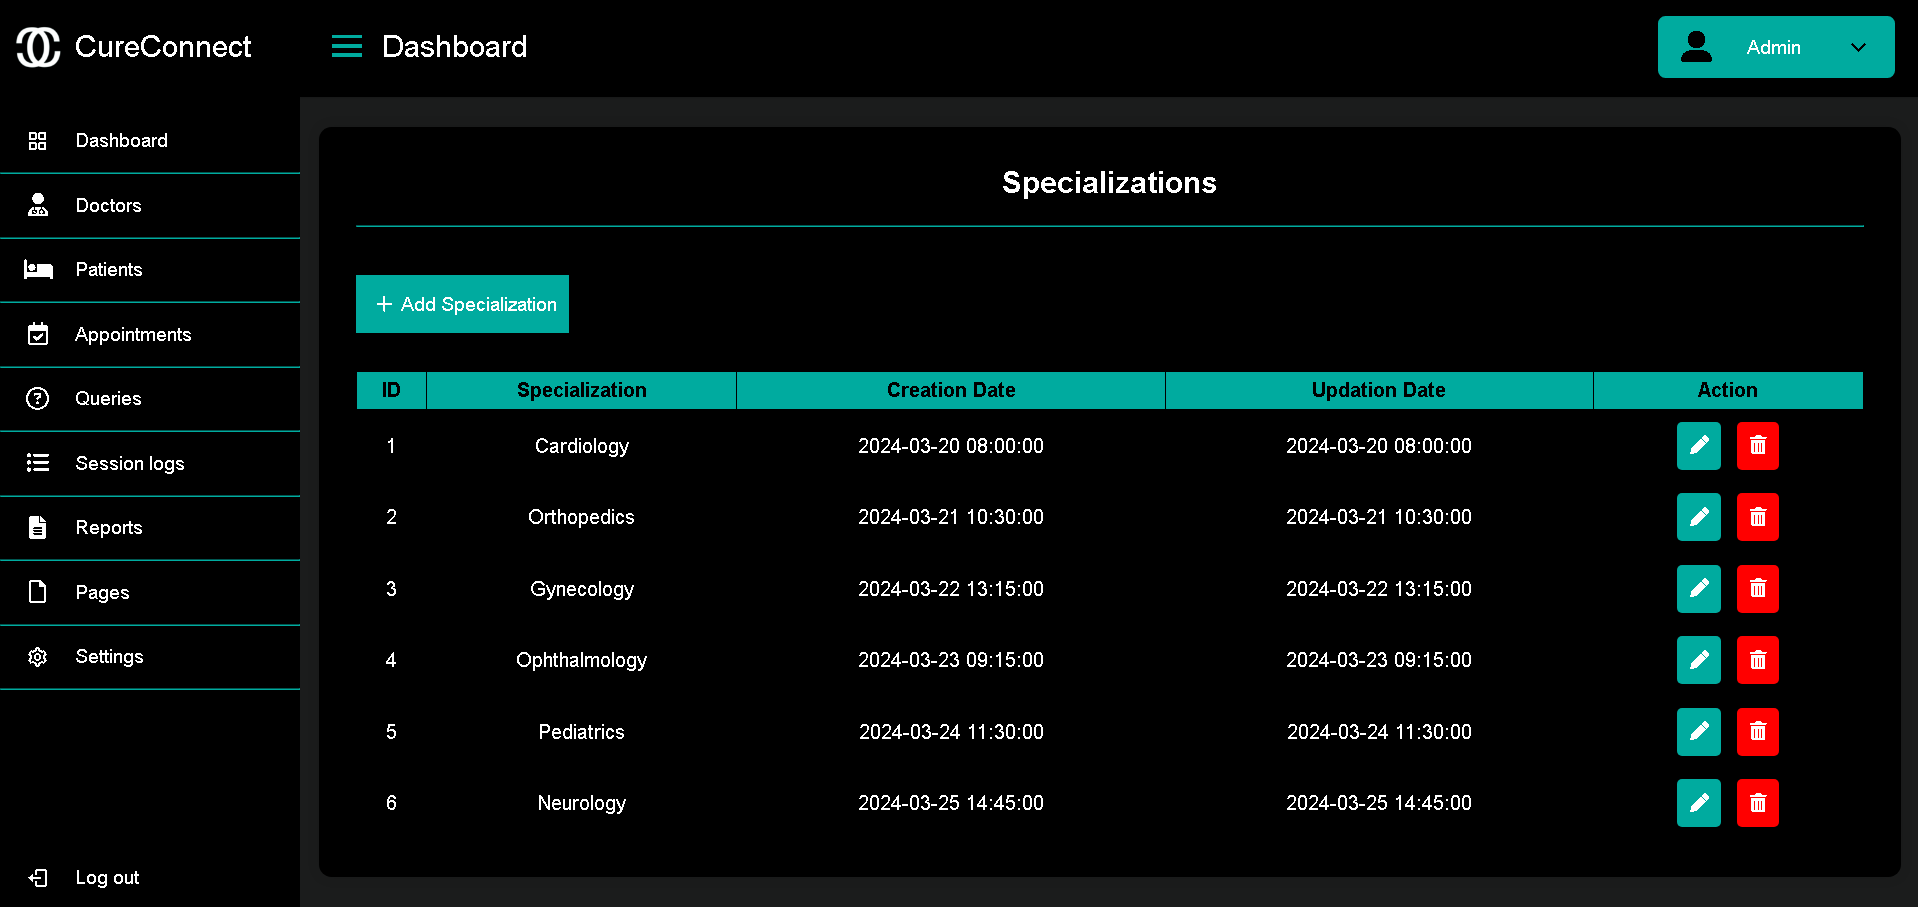 CureConnect
Dashboard
Admin
Dashboard
Doctors
Patients
Appointments
Queries
Session logs
Reports
Pages
Settings
Log out
Specializations
+ Add Specialization
ID Specialization Creation Date Updation Date Action
1 Cardiology 2024-03-20 08:00:00 2024-03-20 08:00:00
2 Orthopedics 2024-03-21 10:30:00 2024-03-21 10:30:00
3 Gynecology 2024-03-22 13:15:00 2024-03-22 13:15:00
4 Ophthalmology 2024-03-23 09:15:00 2024-03-23 09:15:00
5 Pediatrics 2024-03-24 11:30:00 2024-03-24 11:30:00
6 Neurology 2024-03-25 14:45:00 2024-03-25 14:45:00